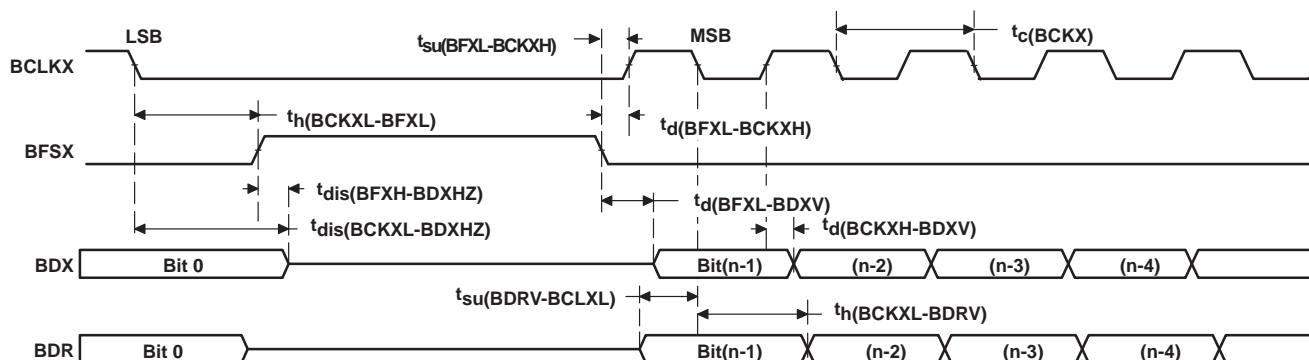 LSB
MSB
tsu(BFXL-BCKXH)
tc(BCKX)
BCLKX
th(BCKXL-BFXL)
td(BFXL-BCKXH)
BFSX
tdis(BFXH-BDXHZ)
td(BFXL-BDXV)
tdis(BCKXL-BDXHZ)
td(BCKXH-BDXV)
BDX Bit 0 Bit(n-1) (n-2) (n-3) (n-4)
tsu(BDRV-BCLXL)
th(BCKXL-BDRV)
BDR Bit 0 Bit(n-1) (n-2) (n-3) (n-4)